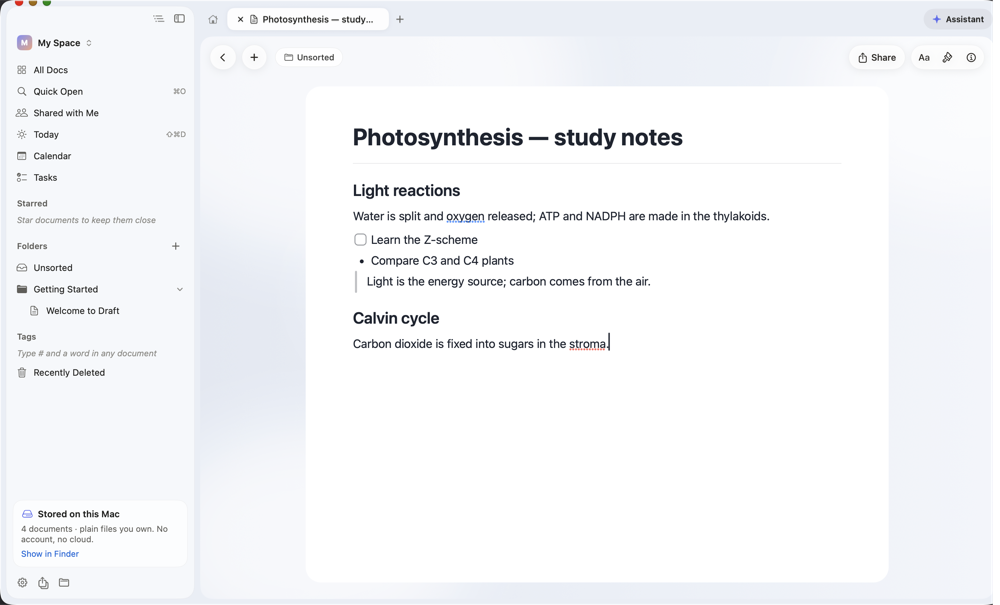 Photosynthesis — study...
Assistant
M My Space
All Docs
Quick Open ⌘O
Shared with Me
Today ⇧⌘D
Calendar
Tasks
Starred
Star documents to keep them close
Folders
Unsorted
Getting Started
Welcome to Draft
Tags
Type # and a word in any document
Recently Deleted
Stored on this Mac
4 documents · plain files you own. No
account, no cloud.
Show in Finder
Unsorted
Share
Aa
Photosynthesis — study notes
Light reactions
Water is split and oxygen released; ATP and NADPH are made in the thylakoids.
Learn the Z-scheme
• Compare C3 and C4 plants
Light is the energy source; carbon comes from the air.
Calvin cycle
Carbon dioxide is fixed into sugars in the stroma.